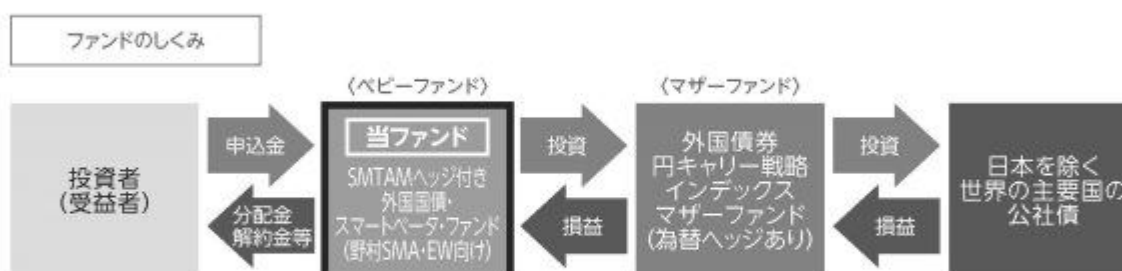 ファンドのしくみ
〈ベビーファンド〉
〈マザーファンド〉
投資者
(受益者)
申込金
分配金
解約金等
当ファンド
SMTAMヘッジ付き
外国国債・
スマートベータ・ファンド
(野村SMA・EW向け)
投資
損益
外国債券
円キャリー戦略
インデックス
マザーファンド
(為替ヘッジあり)
投資
損益
日本を除く
世界の主要国の
公社債